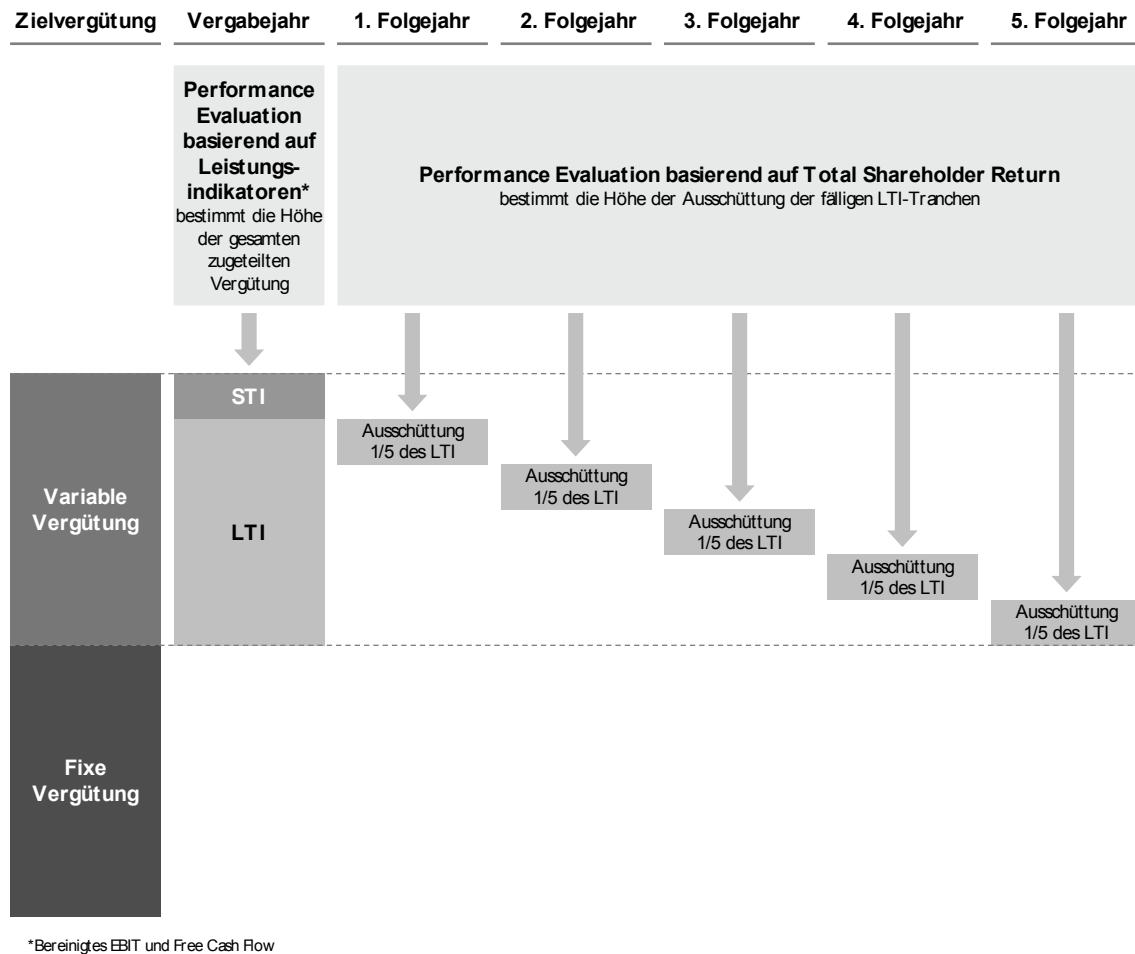 Zielvergütung
Vergabejahr
1. Folgejahr
2. Folgejahr
3. Folgejahr
4. Folgejahr
5. Folgejahr
Performance
Evaluation
basierend auf
Leistungs-
indikatoren*
bestimmt die Höhe
der gesamten
zugeteilten
Vergütung
Performance Evaluation basierend auf Total Shareholder Return
bestimmt die Höhe der Ausschüttung der fälligen LTI-Tranchen
STI
LTI
Variable
Vergütung
Ausschüttung
1/5 des LTI
Ausschüttung
1/5 des LTI
Ausschüttung
1/5 des LTI
Ausschüttung
1/5 des LTI
Ausschüttung
1/5 des LTI
Fixe
Vergütung
*Bereinigtes EBIT und Free Cash Flow